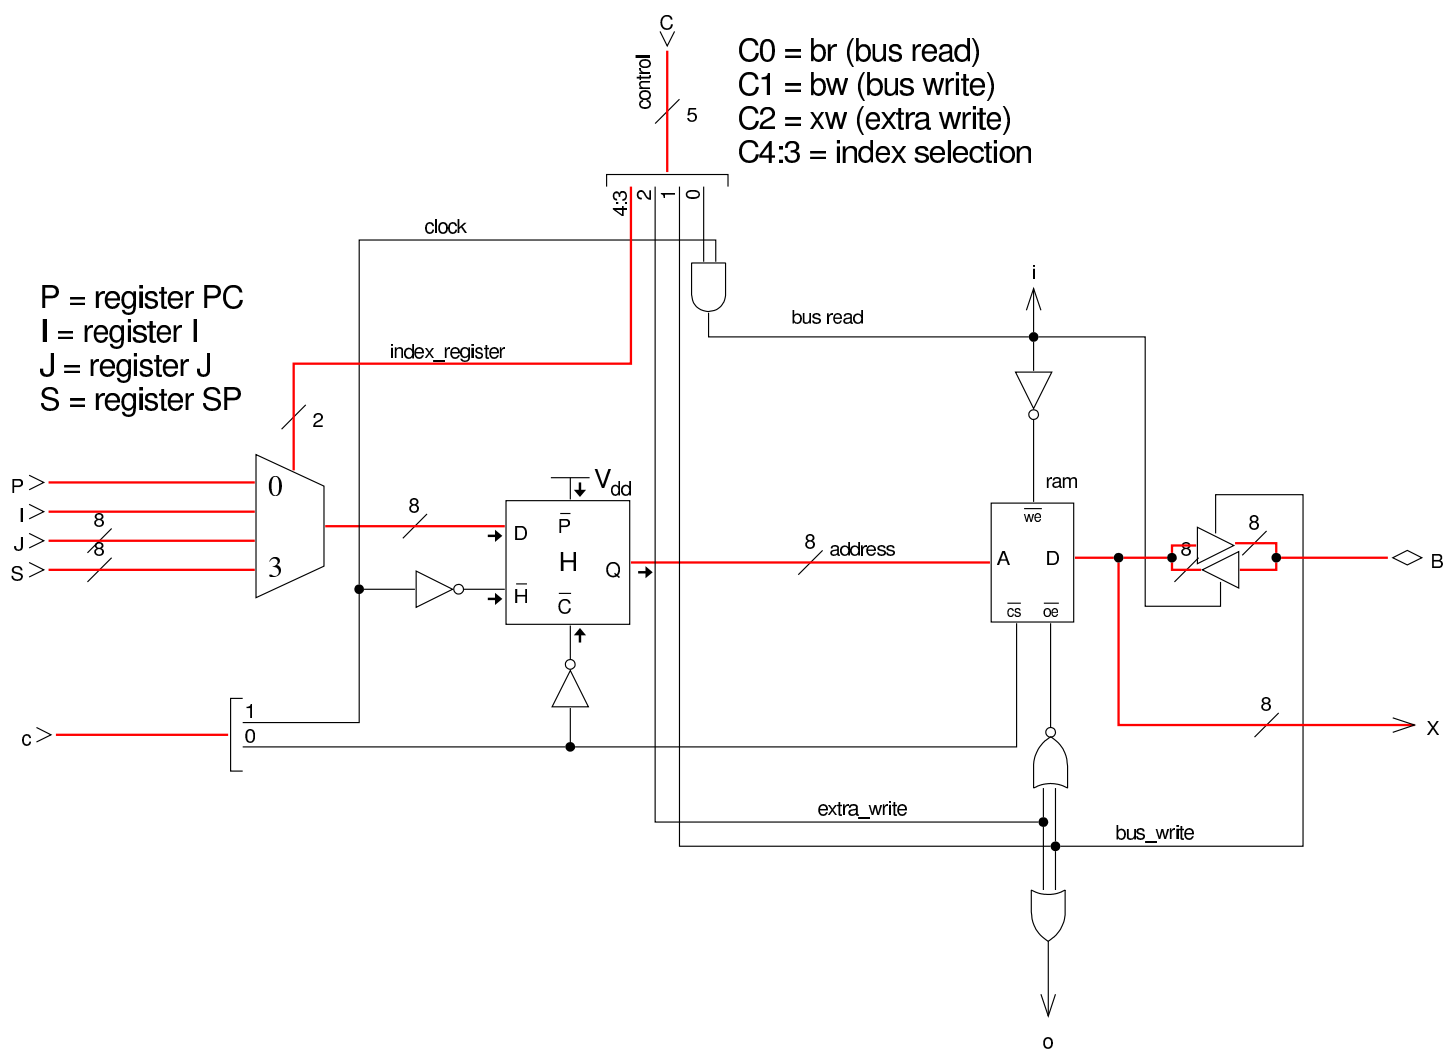 C
control
5
C0 = br (bus read)
C1 = bw (bus write)
C2 = xw (extra write)
C4:3 = index selection
4:3
2
1
0
clock
i
P = register PC
I = register I
J = register J
S = register SP
bus read
index_register
2
ram
P
I
J
S
8
8
0
3
8
Vdd
D
P
H
H
C
Q
8
address
we
A
D
cs
oe
8
8
B
c
1
0
8
X
extra_write
bus_write
o